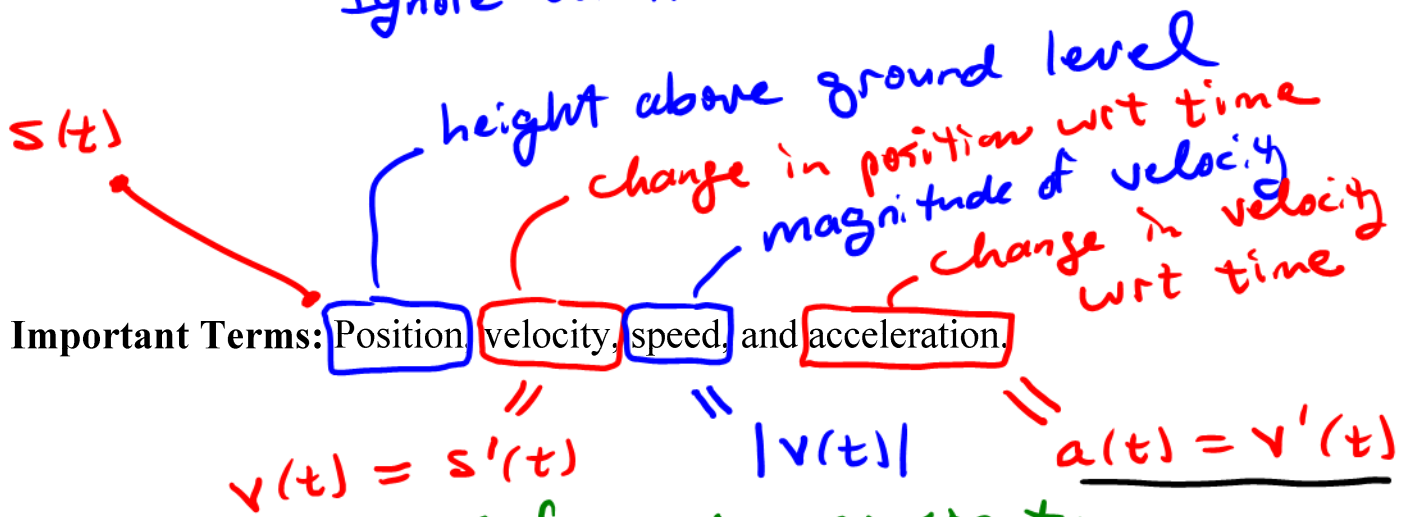 Ignore
height above ground level
s(t)
change in position wrt time
magnitude of velocity
change in velocity
wrt time
Important Terms: Position, velocity, speed, and acceleration.
v(t) = s'(t)
|v(t)|
a(t) = v'(t)